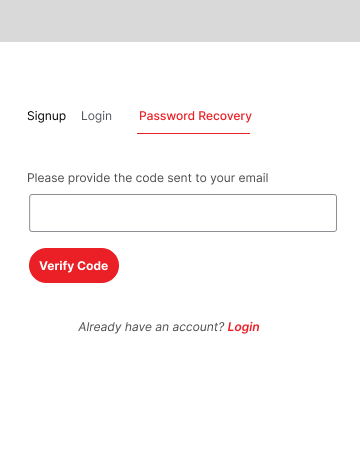 Signup Login Password Recovery
Please provide the code sent to your email
Verify Code
Already have an account? Login